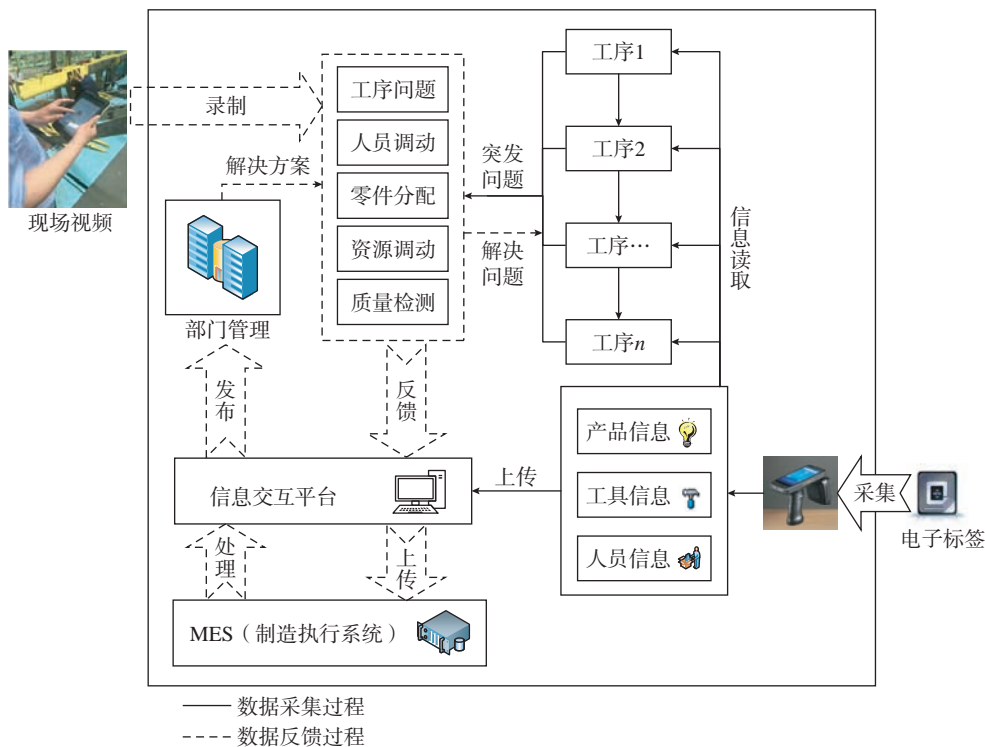 工序1
工序问题
录制
人员调动
突发
问题
工序2
解决方案
零件分配
现场视频
信息读取
资源调动
解决
问题
工序…
质量检测
部门管理
工序n
发布
反馈
产品信息
信息交互平台
上传
工具信息
采集
电子标签
处理
上传
人员信息
MES（制造执行系统）
数据采集过程
数据反馈过程